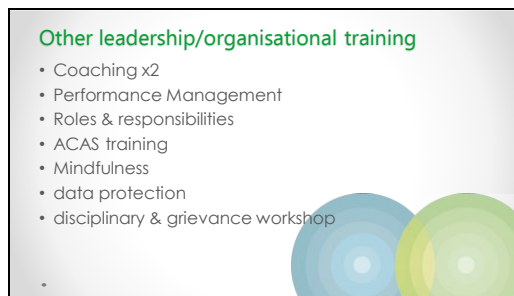 Other leadership/organisational training
• Coaching x2
• Performance Management
• Roles & responsibilities
• ACAS training
• Mindfulness
• data protection
• disciplinary & grievance workshop
•